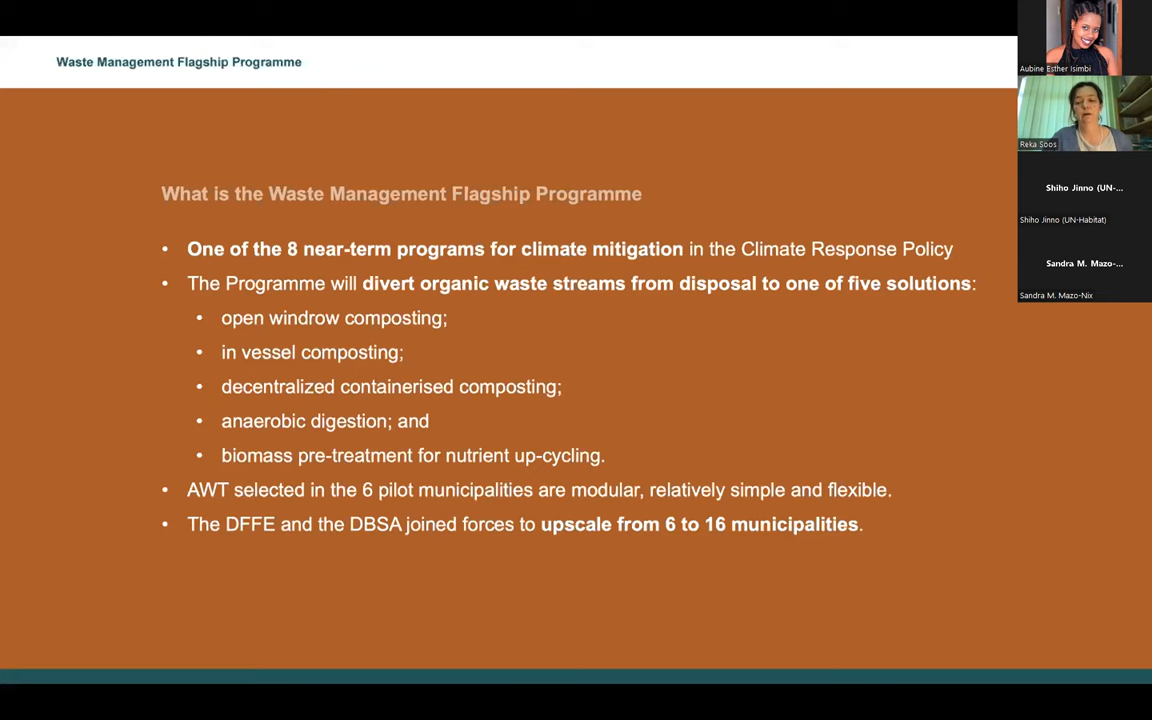 Waste Management Flagship Programme
What is the Waste Management Flagship Programme
• One of the 8 near-term programs for climate mitigation in the Climate Response Policy
• The Programme will divert organic waste streams from disposal to one of five solutions:
• open windrow composting;
• in vessel composting;
• decentralized containerised composting;
• anaerobic digestion; and
• biomass pre-treatment for nutrient up-cycling.
• AWT selected in the 6 pilot municipalities are modular, relatively simple and flexible.
• The DFFE and the DBSA joined forces to upscale from 6 to 16 municipalities.
Aubine Esther Isimbi
Reka Soos
Shiho Jinno (UN-...
Shiho Jinno (UN-Habitat)
Sandra M. Mazo-...
Sandra M. Mazo-Nix